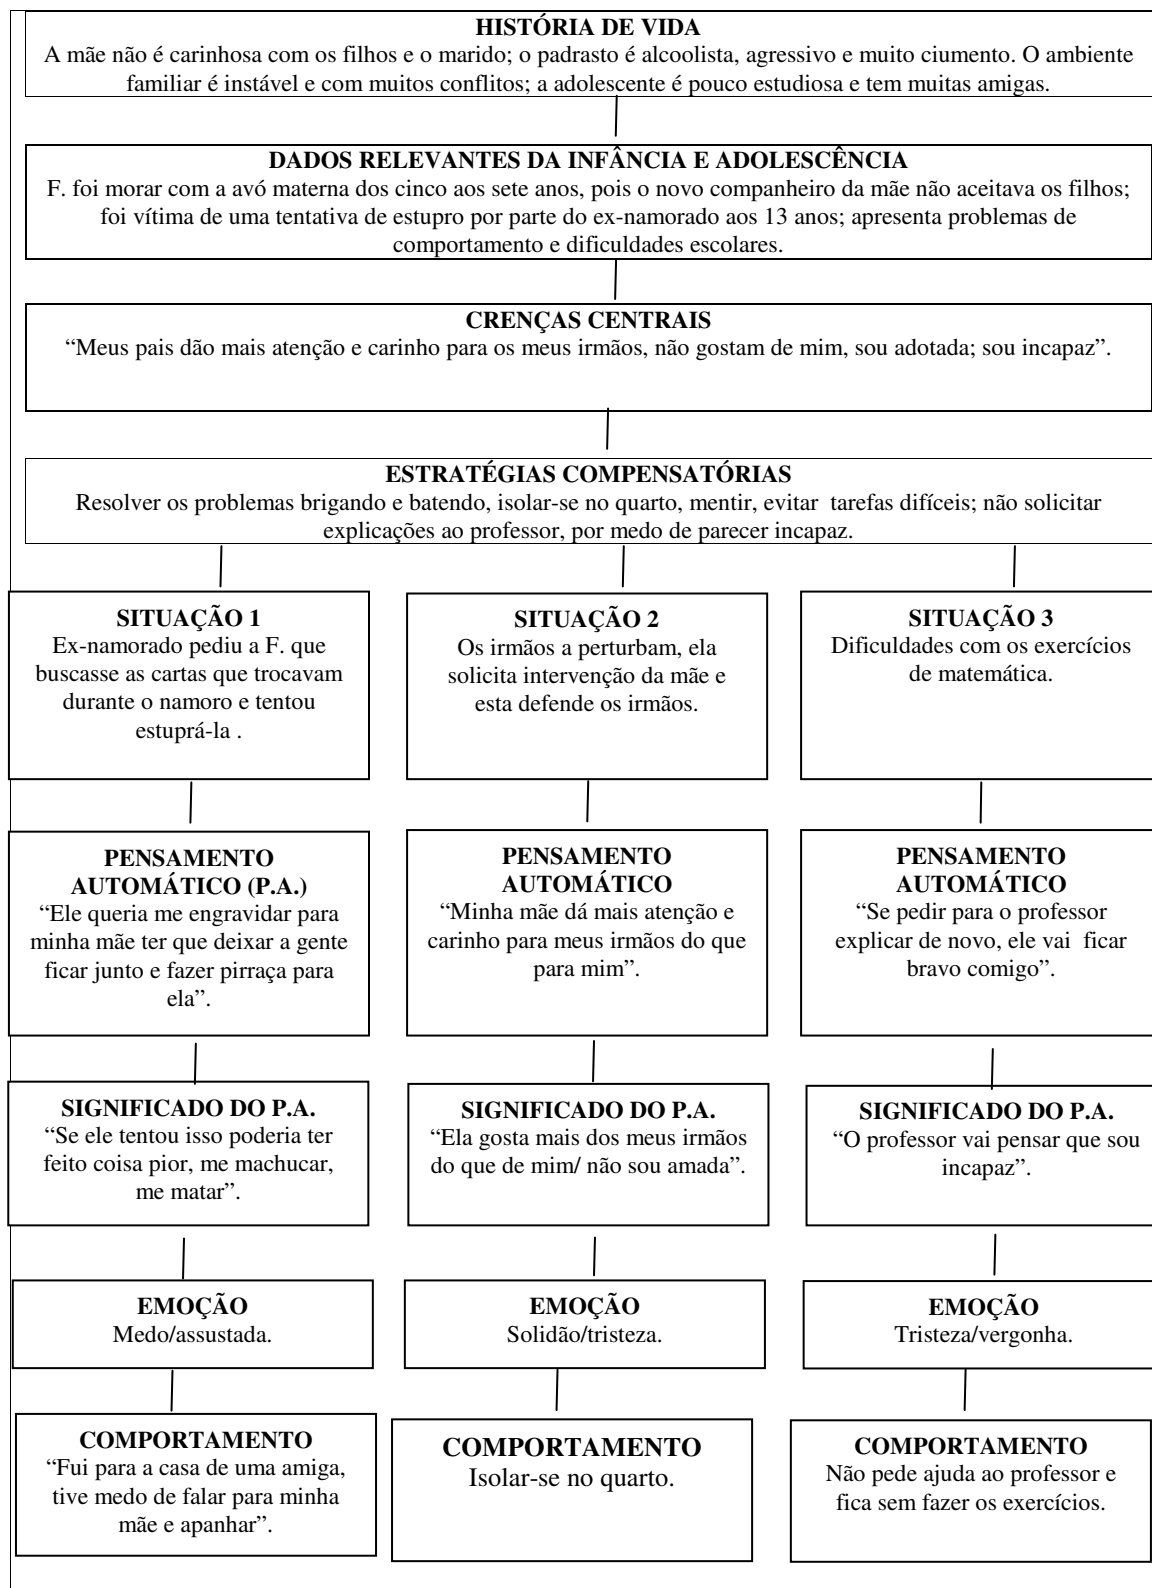 HISTÓRIA DE VIDA
A mãe não é carinhosa com os filhos e o marido; o padrasto é alcoolista, agressivo e muito ciumento. O ambiente
familiar é instável e com muitos conflitos; a adolescente é pouco estudiosa e tem muitas amigas.
DADOS RELEVANTES DA INFÂNCIA E ADOLESCÊNCIA
F. foi morar com a avó materna dos cinco aos sete anos, pois o novo companheiro da mãe não aceitava os filhos;
foi vítima de uma tentativa de estupro por parte do ex-namorado aos 13 anos; apresenta problemas de
comportamento e dificuldades escolares.
CRENÇAS CENTRAIS
“Meus pais dão mais atenção e carinho para os meus irmãos, não gostam de mim, sou adotada; sou incapaz”.
ESTRATÉGIAS COMPENSATÓRIAS
Resolver os problemas brigando e batendo, isolar-se no quarto, mentir, evitar tarefas difíceis; não solicitar
explicações ao professor, por medo de parecer incapaz.
SITUAÇÃO 1
Ex-namorado pediu a F. que
buscasse as cartas que trocavam
durante o namoro e tentou
estuprá-la .
SITUAÇÃO 2
Os irmãos a perturbam, ela
solicita intervenção da mãe e
esta defende os irmãos.
SITUAÇÃO 3
Dificuldades com os exercícios
de matemática.
PENSAMENTO
AUTOMÁTICO (P.A.)
“Ele queria me engravidar para
minha mãe ter que deixar a gente
ficar junto e fazer pirraça para
ela”.
PENSAMENTO
AUTOMÁTICO
“Minha mãe dá mais atenção e
carinho para meus irmãos do que
para mim”.
PENSAMENTO
AUTOMÁTICO
“Se pedir para o professor
explicar de novo, ele vai ficar
bravo comigo”.
SIGNIFICADO DO P.A.
“Se ele tentou isso poderia ter
feito coisa pior, me machucar,
me matar”.
SIGNIFICADO DO P.A.
“Ela gosta mais dos meus irmãos
do que de mim/ não sou amada”.
SIGNIFICADO DO P.A.
“O professor vai pensar que sou
incapaz”.
EMOÇÃO
Medo/assustada.
EMOÇÃO
Solidão/tristeza.
EMOÇÃO
Tristeza/vergonha.
COMPORTAMENTO
“Fui para a casa de uma amiga,
tive medo de falar para minha
mãe e apanhar”.
COMPORTAMENTO
Isolar-se no quarto.
COMPORTAMENTO
Não pede ajuda ao professor e
fica sem fazer os exercícios.